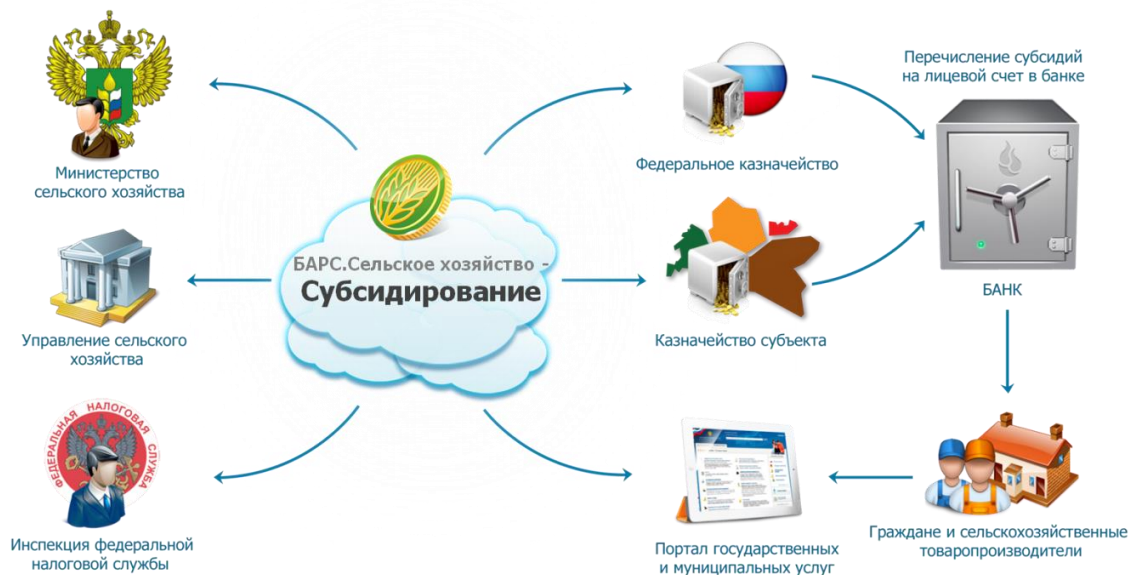 Министерство
сельского хозяйства
Управление сельского
хозяйства
ФЕДЕРАЛЬНАЯ НАЛОГОВАЯ СЛУЖБА
Инспекция федеральной
налоговой службы
БАРС.Сельское хозяйство -
Субсидирование
Федеральное казначейство
Казначейство субъекта
Портал государственных
и муниципальных услуг
Перечисление субсидий
на лицевой счет в банке
БАНК
Граждане и сельскохозяйственные
товаропроизводители